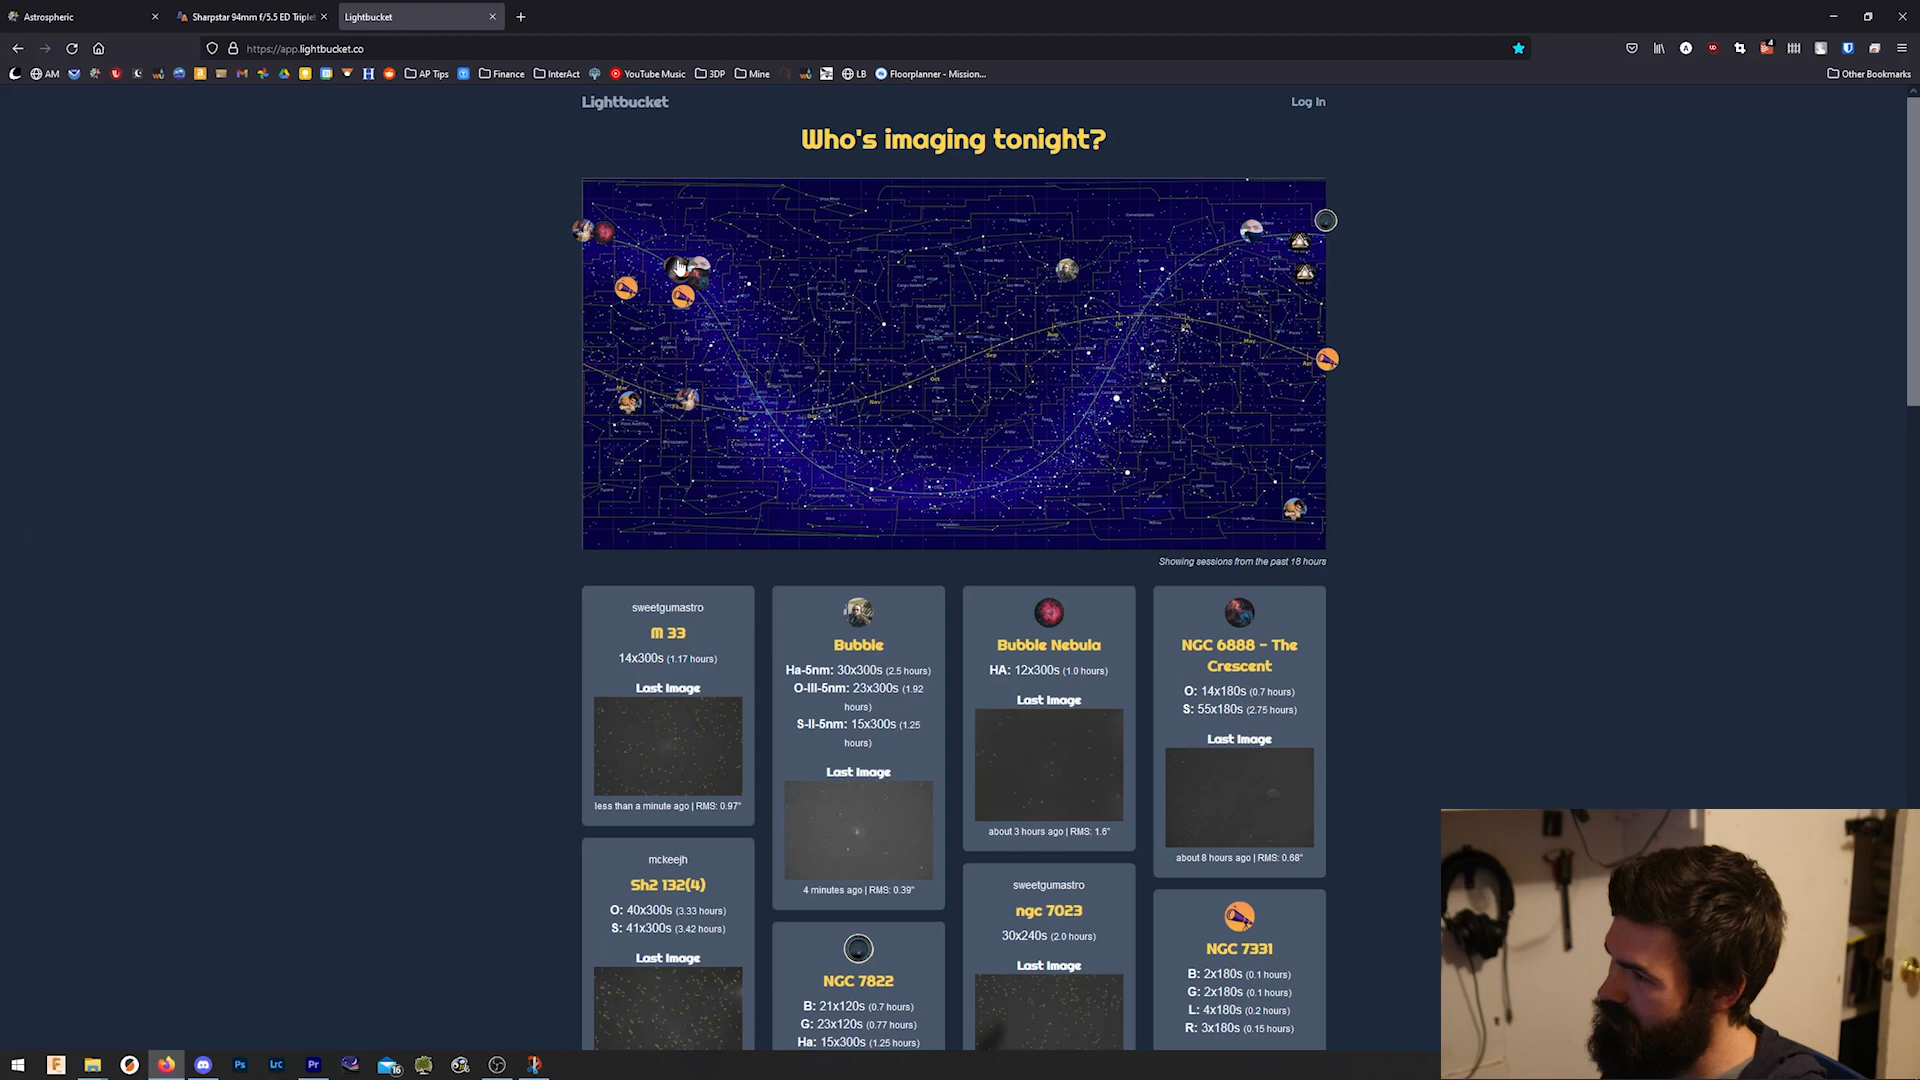 Astrospheric
Sharpstar 94mm f/5.5 ED Triplet
Lightbucket
https://app.lightbucket.co
AM
AP Tips
Finance
InterAct
YouTube Music
3DP
Mine
LB
Floorplanner - Mission...
Other Bookmarks
Lightbucket
Log In
Who's imaging tonight?
Showing sessions from the past 18 hours
sweetgumastro
M 33
14x300s (1.17 hours)
Last Image
less than a minute ago | RMS: 0.97"
mckeejh
Sh2 132(4)
O: 40x300s (3.33 hours)
S: 41x300s (3.42 hours)
Last Image
Bubble
Ha-5nm: 30x300s (2.5 hours)
O-III-5nm: 23x300s (1.92
hours)
S-II-5nm: 15x300s (1.25
hours)
Last Image
4 minutes ago | RMS: 0.39"
NGC 7822
B: 21x120s (0.7 hours)
G: 23x120s (0.77 hours)
Ha: 15x300s (1.25 hours)
Bubble Nebula
HA: 12x300s (1.0 hours)
Last Image
about 3 hours ago | RMS: 1.6"
sweetgumastro
ngc 7023
30x240s (2.0 hours)
Last Image
NGC 6888 - The
Crescent
O: 14x180s (0.7 hours)
S: 55x180s (2.75 hours)
Last Image
about 8 hours ago | RMS: 0.68"
NGC 7331
B: 2x180s (0.1 hours)
G: 2x180s (0.1 hours)
L: 4x180s (0.2 hours)
R: 3x180s (0.15 hours)
Ps
Lrc
Pr
16